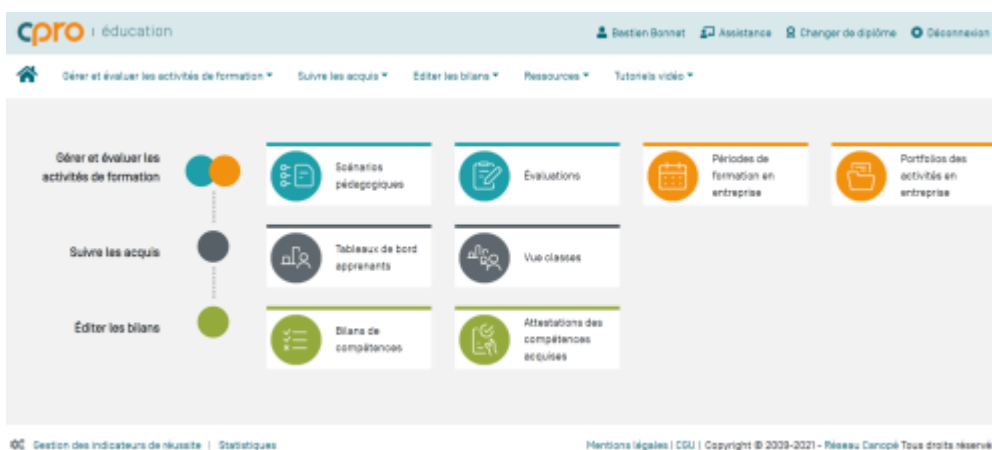 cpro | éducation
Bastien Bonnet Assistance Changer de diplôme Déconnexion
Gérer et évaluer les activités de formation Suivre les acquis Éditer les bilans Ressources Tutoriels vidéo
Gérer et évaluer les
activités de formation
Scénarios
pédagogiques
Évaluations
Périodes de
formation en
entreprise
Portfolios des
activités en
entreprise
Suivre les acquis
Tableaux de bord
apprenants
Vue classes
Éditer les bilans
Bilans de
compétences
Attestations des
compétences
acquises
Gestion des indicateurs de réussite | Statistiques
Mentions légales | CGU | Copyright © 2009-2021 - Réseau Canopé Tous droits réservé